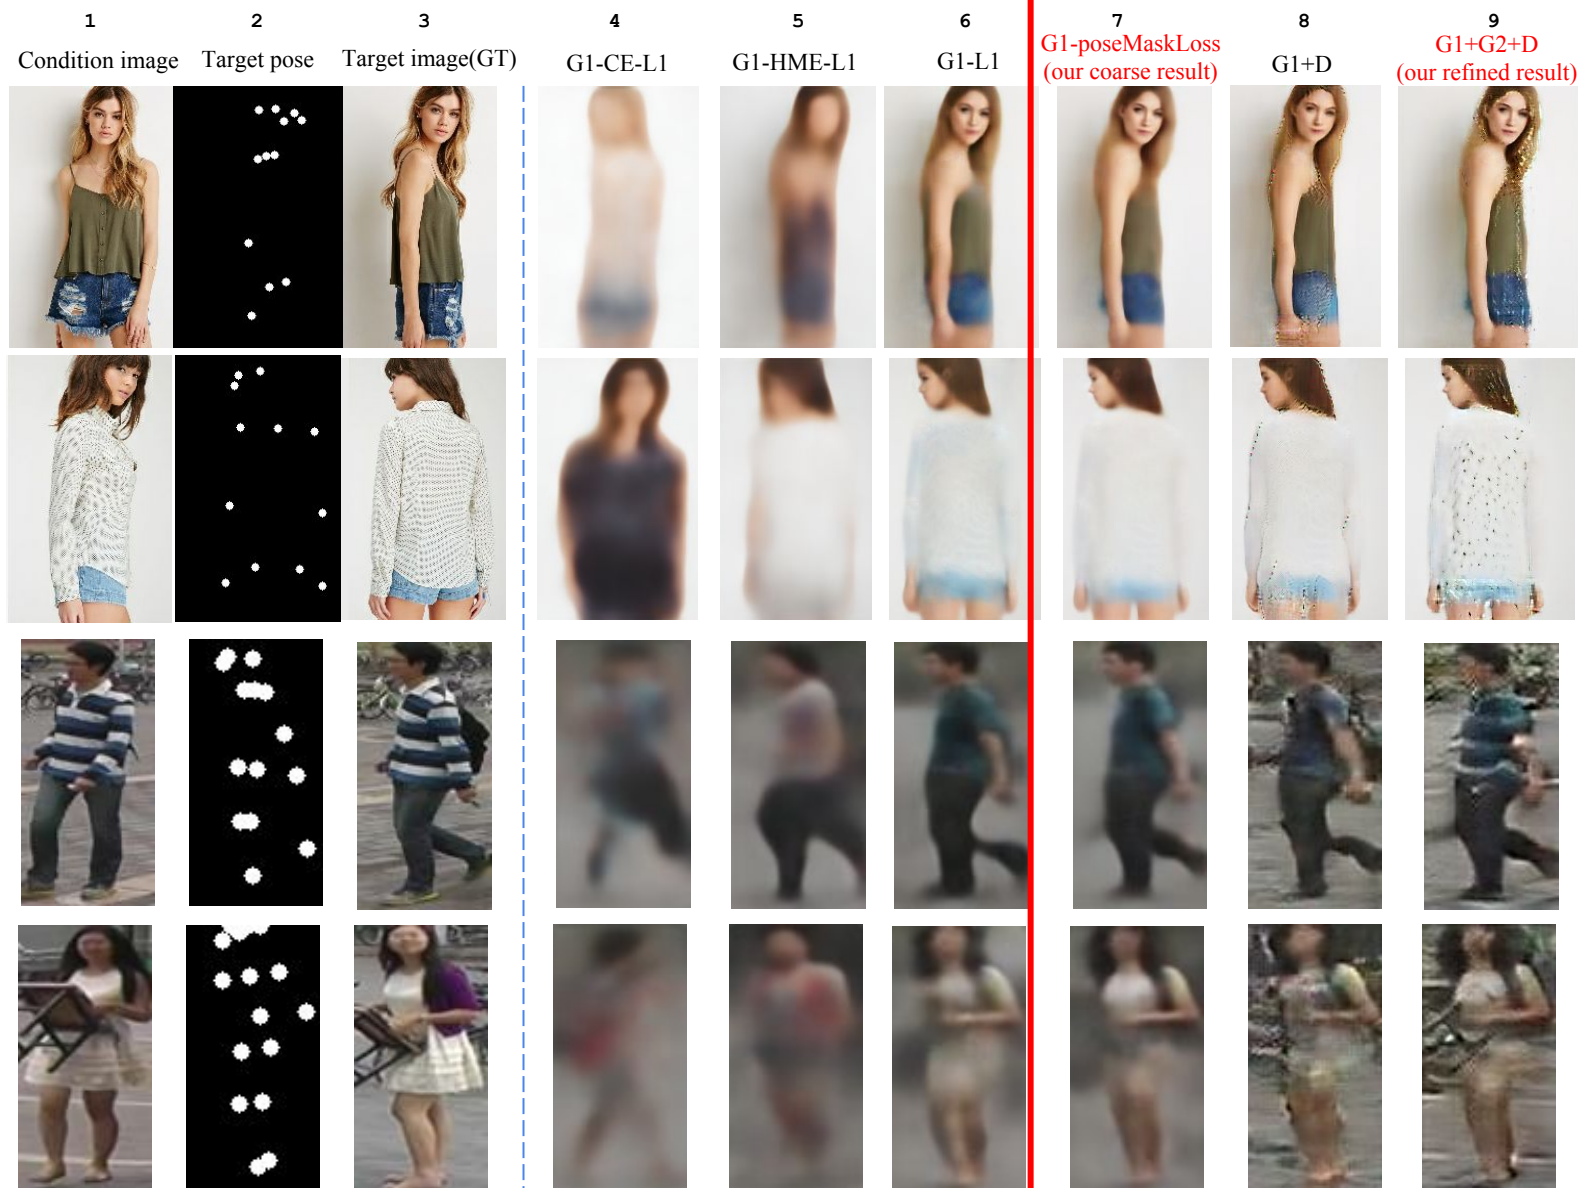 1 2 3 4 5 6 7 8 9
Condition image Target pose Target image(GT) G1-CE-L1 G1-HME-L1 G1-L1 G1-poseMaskLoss G1+D G1+G2+D
(our coarse result) (our refined result)